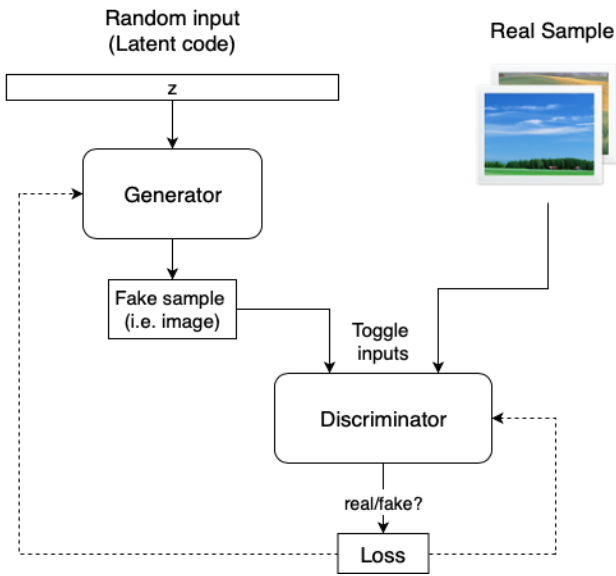 Random input
(Latent code)
Real Sample
z
Generator
Fake sample
(i.e. image)
Toggle
inputs
Discriminator
real/fake?
Loss